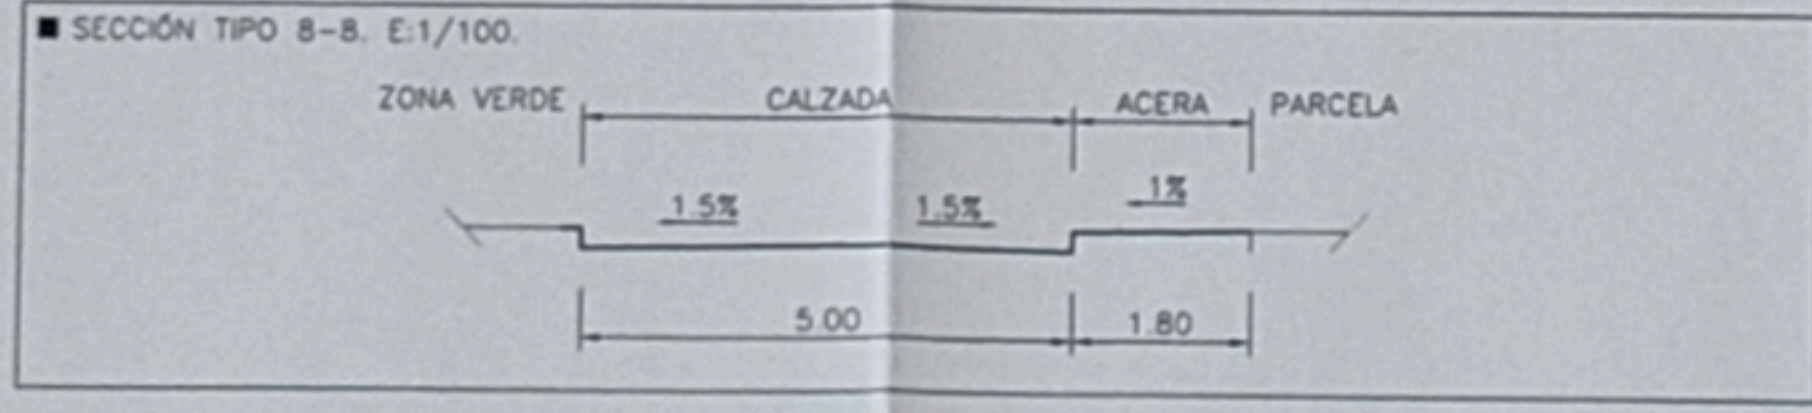 ■ SECCIÓN TIPO 8-8. E:1/100.
ZONA VERDE CALZADA ACERA PARCELA
1.5% 1.5% 1%
5.00 1.80